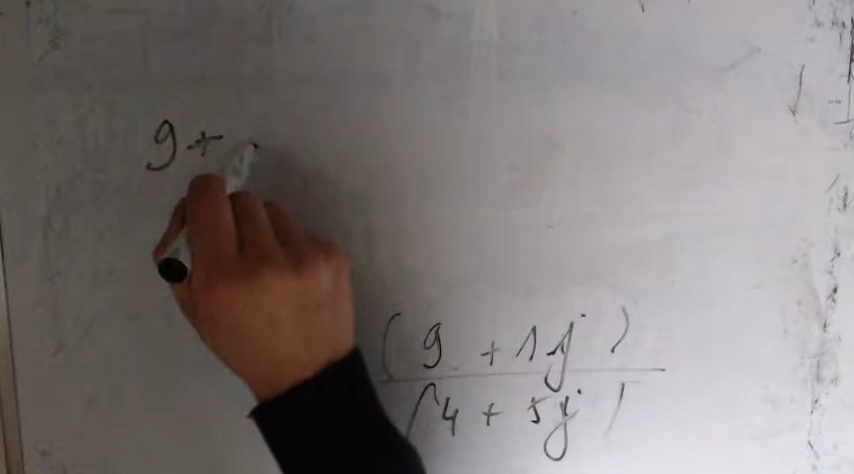 9 +
( 9 + 1j )
( 4 + 5j )